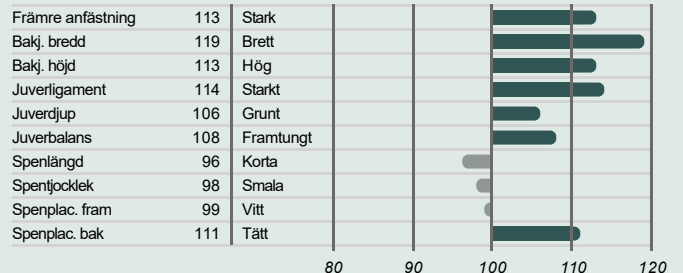 Främre anfästning 113 Stark
Bakj. bredd 119 Brett
Bakj. höjd 113 Hög
Juverligament 114 Starkt
Juverdjup 106 Grunt
Juverbalans 108 Framtungt
Spenlängd 96 Korta
Spentjocklek 98 Smala
Spenplac. fram 99 Vitt
Spenplac. bak 111 Tätt
80 90 100 110 120